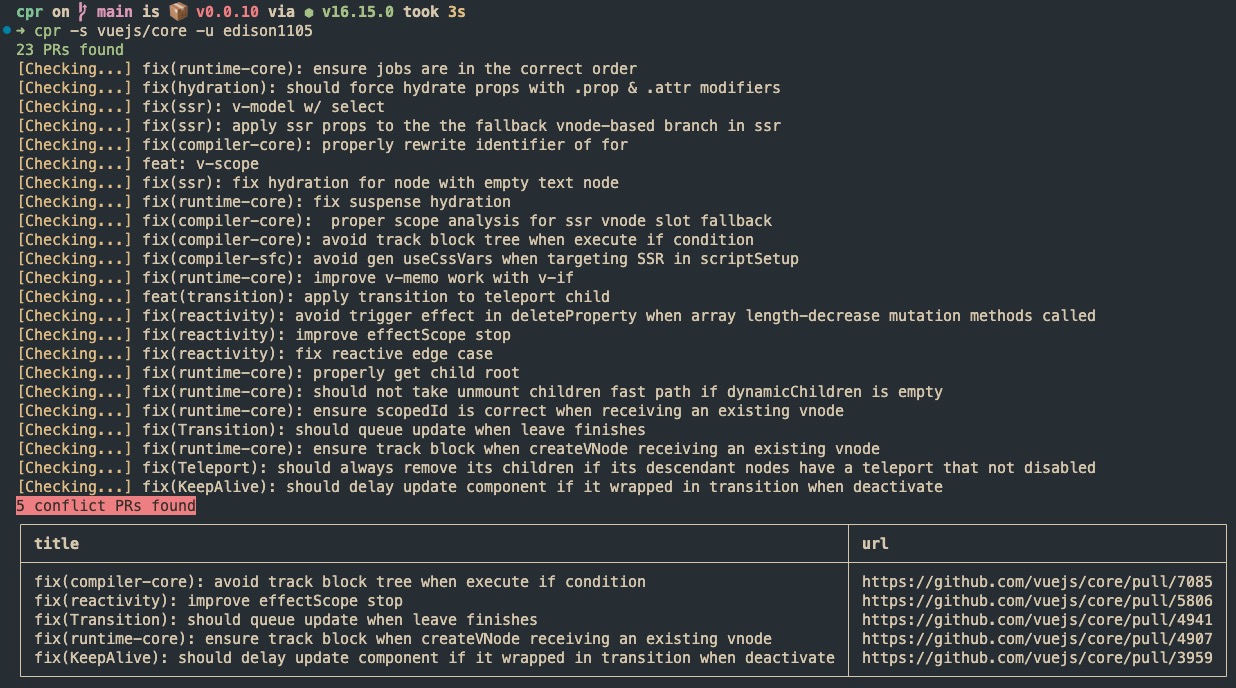 cpr on main is 📦 v0.0.10 via ⬢ v16.15.0 took 3s
➜ cpr -s vuejs/core -u edison1105
23 PRs found
[Checking...] fix(runtime-core): ensure jobs are in the correct order
[Checking...] fix(hydration): should force hydrate props with .prop & .attr modifiers
[Checking...] fix(ssr): v-model w/ select
[Checking...] fix(ssr): apply ssr props to the the fallback vnode-based branch in ssr
[Checking...] fix(compiler-core): properly rewrite identifier of for
[Checking...] feat: v-scope
[Checking...] fix(ssr): fix hydration for node with empty text node
[Checking...] fix(runtime-core): fix suspense hydration
[Checking...] fix(compiler-core):  proper scope analysis for ssr vnode slot fallback
[Checking...] fix(compiler-core): avoid track block tree when execute if condition
[Checking...] fix(compiler-sfc): avoid gen useCssVars when targeting SSR in scriptSetup
[Checking...] fix(runtime-core): improve v-memo work with v-if
[Checking...] feat(transition): apply transition to teleport child
[Checking...] fix(reactivity): avoid trigger effect in deleteProperty when array length-decrease mutation methods called
[Checking...] fix(reactivity): improve effectScope stop
[Checking...] fix(reactivity): fix reactive edge case
[Checking...] fix(runtime-core): properly get child root
[Checking...] fix(runtime-core): should not take unmount children fast path if dynamicChildren is empty
[Checking...] fix(runtime-core): ensure scopedId is correct when receiving an existing vnode
[Checking...] fix(Transition): should queue update when leave finishes
[Checking...] fix(runtime-core): ensure track block when createVNode receiving an existing vnode
[Checking...] fix(Teleport): should always remove its children if its descendant nodes have a teleport that not disabled
[Checking...] fix(KeepAlive): should delay update component if it wrapped in transition when deactivate
5 conflict PRs found
title url
fix(compiler-core): avoid track block tree when execute if condition https://github.com/vuejs/core/pull/7085
fix(reactivity): improve effectScope stop https://github.com/vuejs/core/pull/5806
fix(Transition): should queue update when leave finishes https://github.com/vuejs/core/pull/4941
fix(runtime-core): ensure track block when createVNode receiving an existing vnode https://github.com/vuejs/core/pull/4907
fix(KeepAlive): should delay update component if it wrapped in transition when deactivate https://github.com/vuejs/core/pull/3959